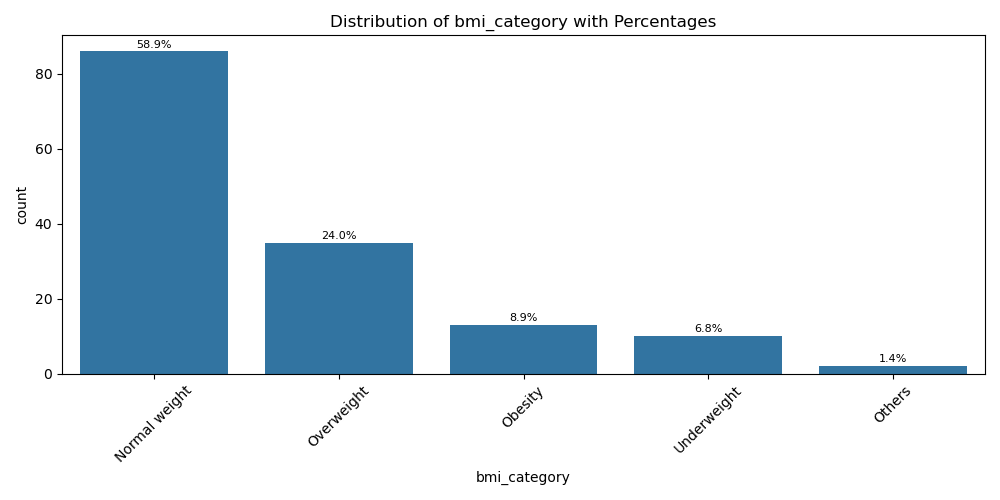 Distribution of bmi_category with Percentages
58.9%
24.0%
8.9%
6.8%
1.4%
80
60
40
20
0
count
Normal weight
Overweight
Obesity
Underweight
Others
bmi_category